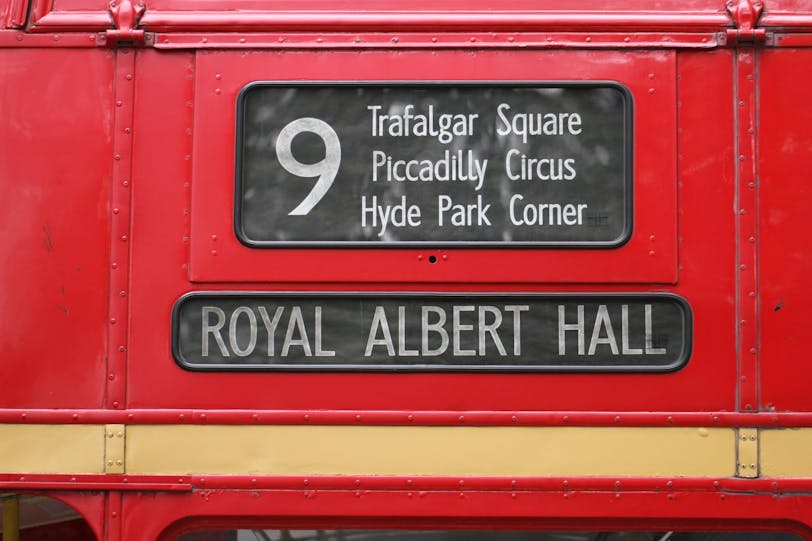 9
Trafalgar Square
Piccadilly Circus
Hyde Park Corner
ROYAL ALBERT HALL